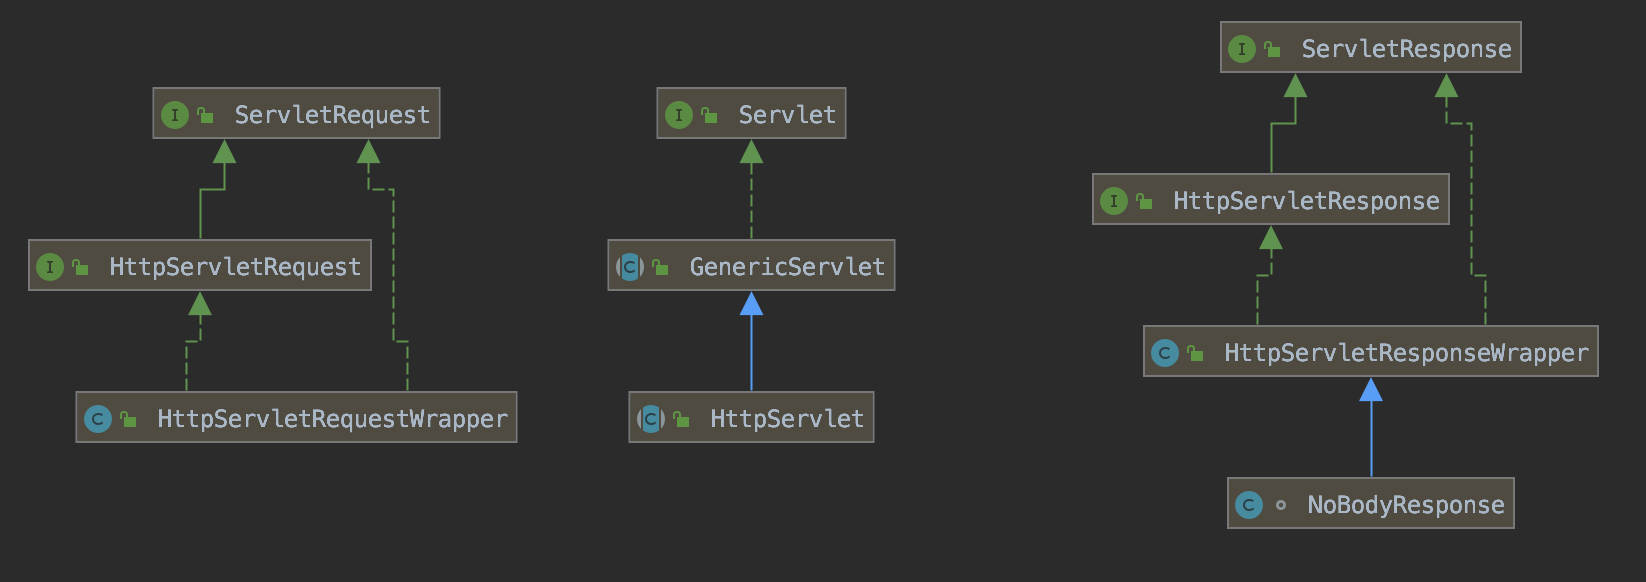 I ServletRequest
I HttpServletRequest
C HttpServletRequestWrapper
I Servlet
C GenericServlet
C HttpServlet
I ServletResponse
I HttpServletResponse
C HttpServletResponseWrapper
C NoBodyResponse